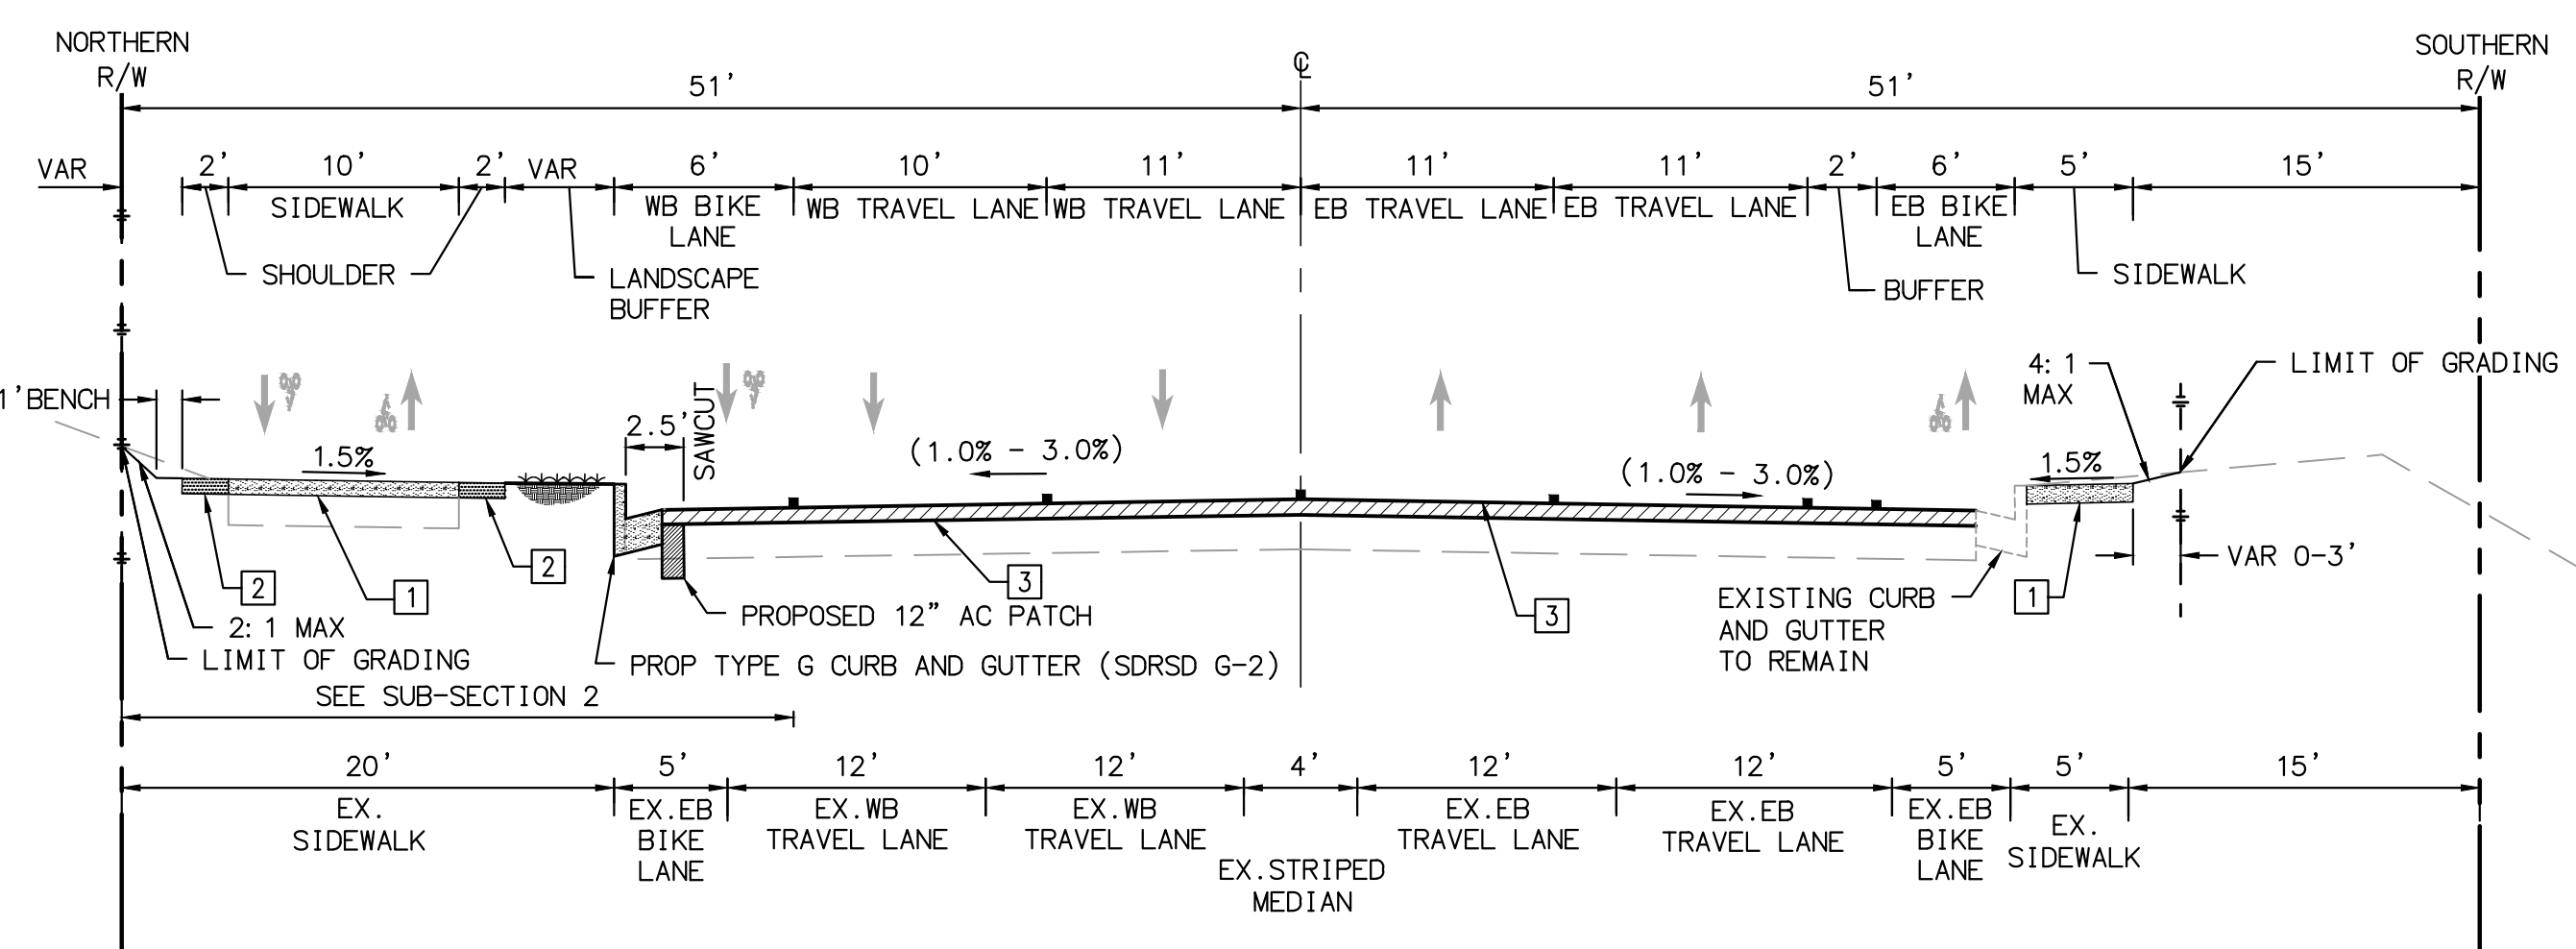 NORTHERN
R/W
℄
SOUTHERN
R/W
51'
51'
VAR
2'
10'
2'
VAR
6'
10'
11'
11'
11'
2'
6'
5'
15'
SIDEWALK
WB BIKE
LANE
WB TRAVEL LANE
WB TRAVEL LANE
EB TRAVEL LANE
EB TRAVEL LANE
EB BIKE
LANE
SHOULDER
LANDSCAPE
BUFFER
BUFFER
SIDEWALK
1' BENCH
2.5'
SAWCUT
4:1
MAX
LIMIT OF GRADING
1.5%
(1.0% - 3.0%)
(1.0% - 3.0%)
1.5%
2
1
2
3
3
1
VAR 0-3'
2:1 MAX
LIMIT OF GRADING
PROPOSED 12" AC PATCH
PROP TYPE G CURB AND GUTTER (SDRSD G-2)
EXISTING CURB
AND GUTTER
TO REMAIN
SEE SUB-SECTION 2
20'
5'
12'
12'
4'
12'
12'
5'
5'
15'
EX.
SIDEWALK
EX.EB
BIKE
LANE
EX.WB
TRAVEL LANE
EX.WB
TRAVEL LANE
EX.STRIPED
MEDIAN
EX.EB
TRAVEL LANE
EX.EB
TRAVEL LANE
EX.EB
BIKE
LANE
EX.
SIDEWALK